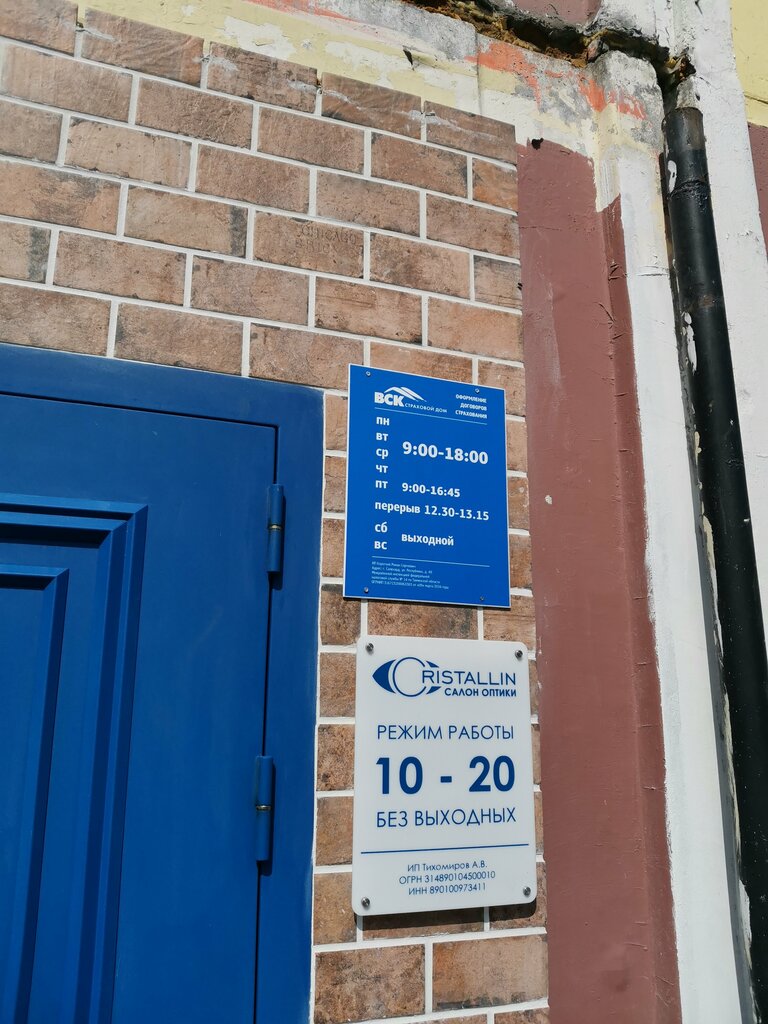 CHICAGO
ВСК СТРАХОВОЙ ДОМ
ОФОРМЛЕНИЕ
ДОГОВОРОВ
СТРАХОВАНИЯ
ПН
ВТ
СР 9:00-18:00
ЧТ
ПТ 9:00-16:45
перерыв 12.30-13.15
СБ
ВС выходной
CRISTALLIN
САЛОН ОПТИКИ
РЕЖИМ РАБОТЫ
10 - 20
БЕЗ ВЫХОДНЫХ
ИП Тихомиров А.В.
ОГРН 314890104500010
ИНН 890100973411